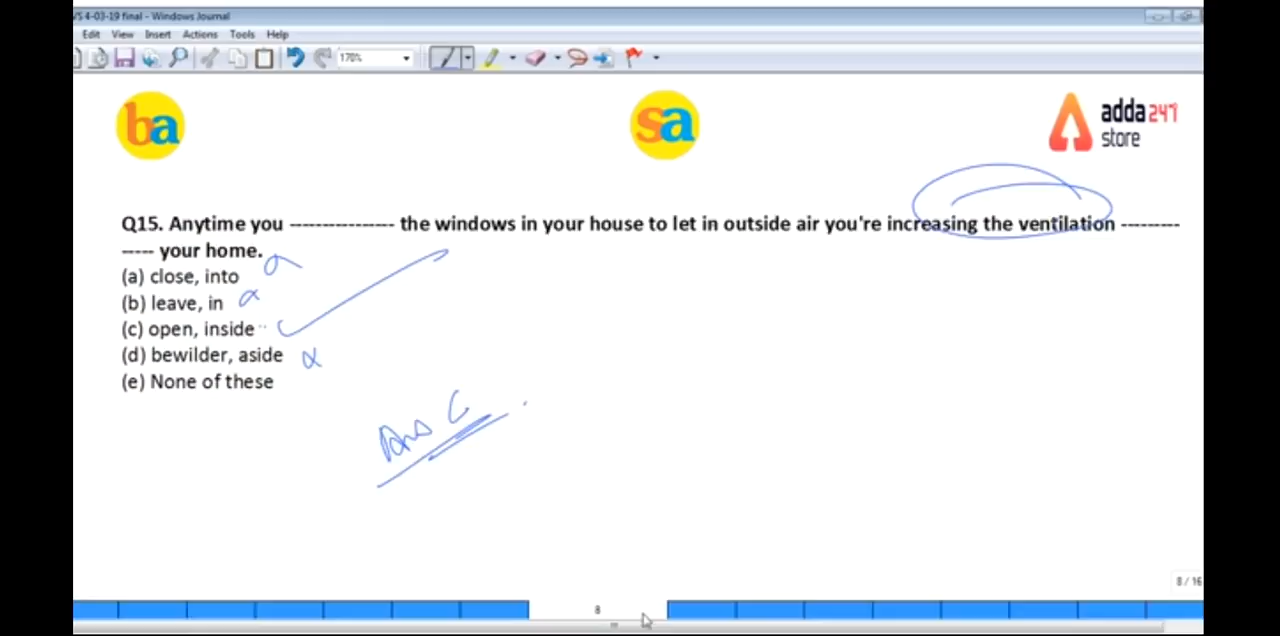 VS 4-03-19 final - Windows Journal
Edit View Insert Actions Tools Help
170%
ba
sa
adda247
store
Q15. Anytime you --------------- the windows in your house to let in outside air you're increasing the ventilation ---------
----- your home.
(a) close, into
(b) leave, in
(c) open, inside
(d) bewilder, aside
(e) None of these
Ans C
8 / 16
8